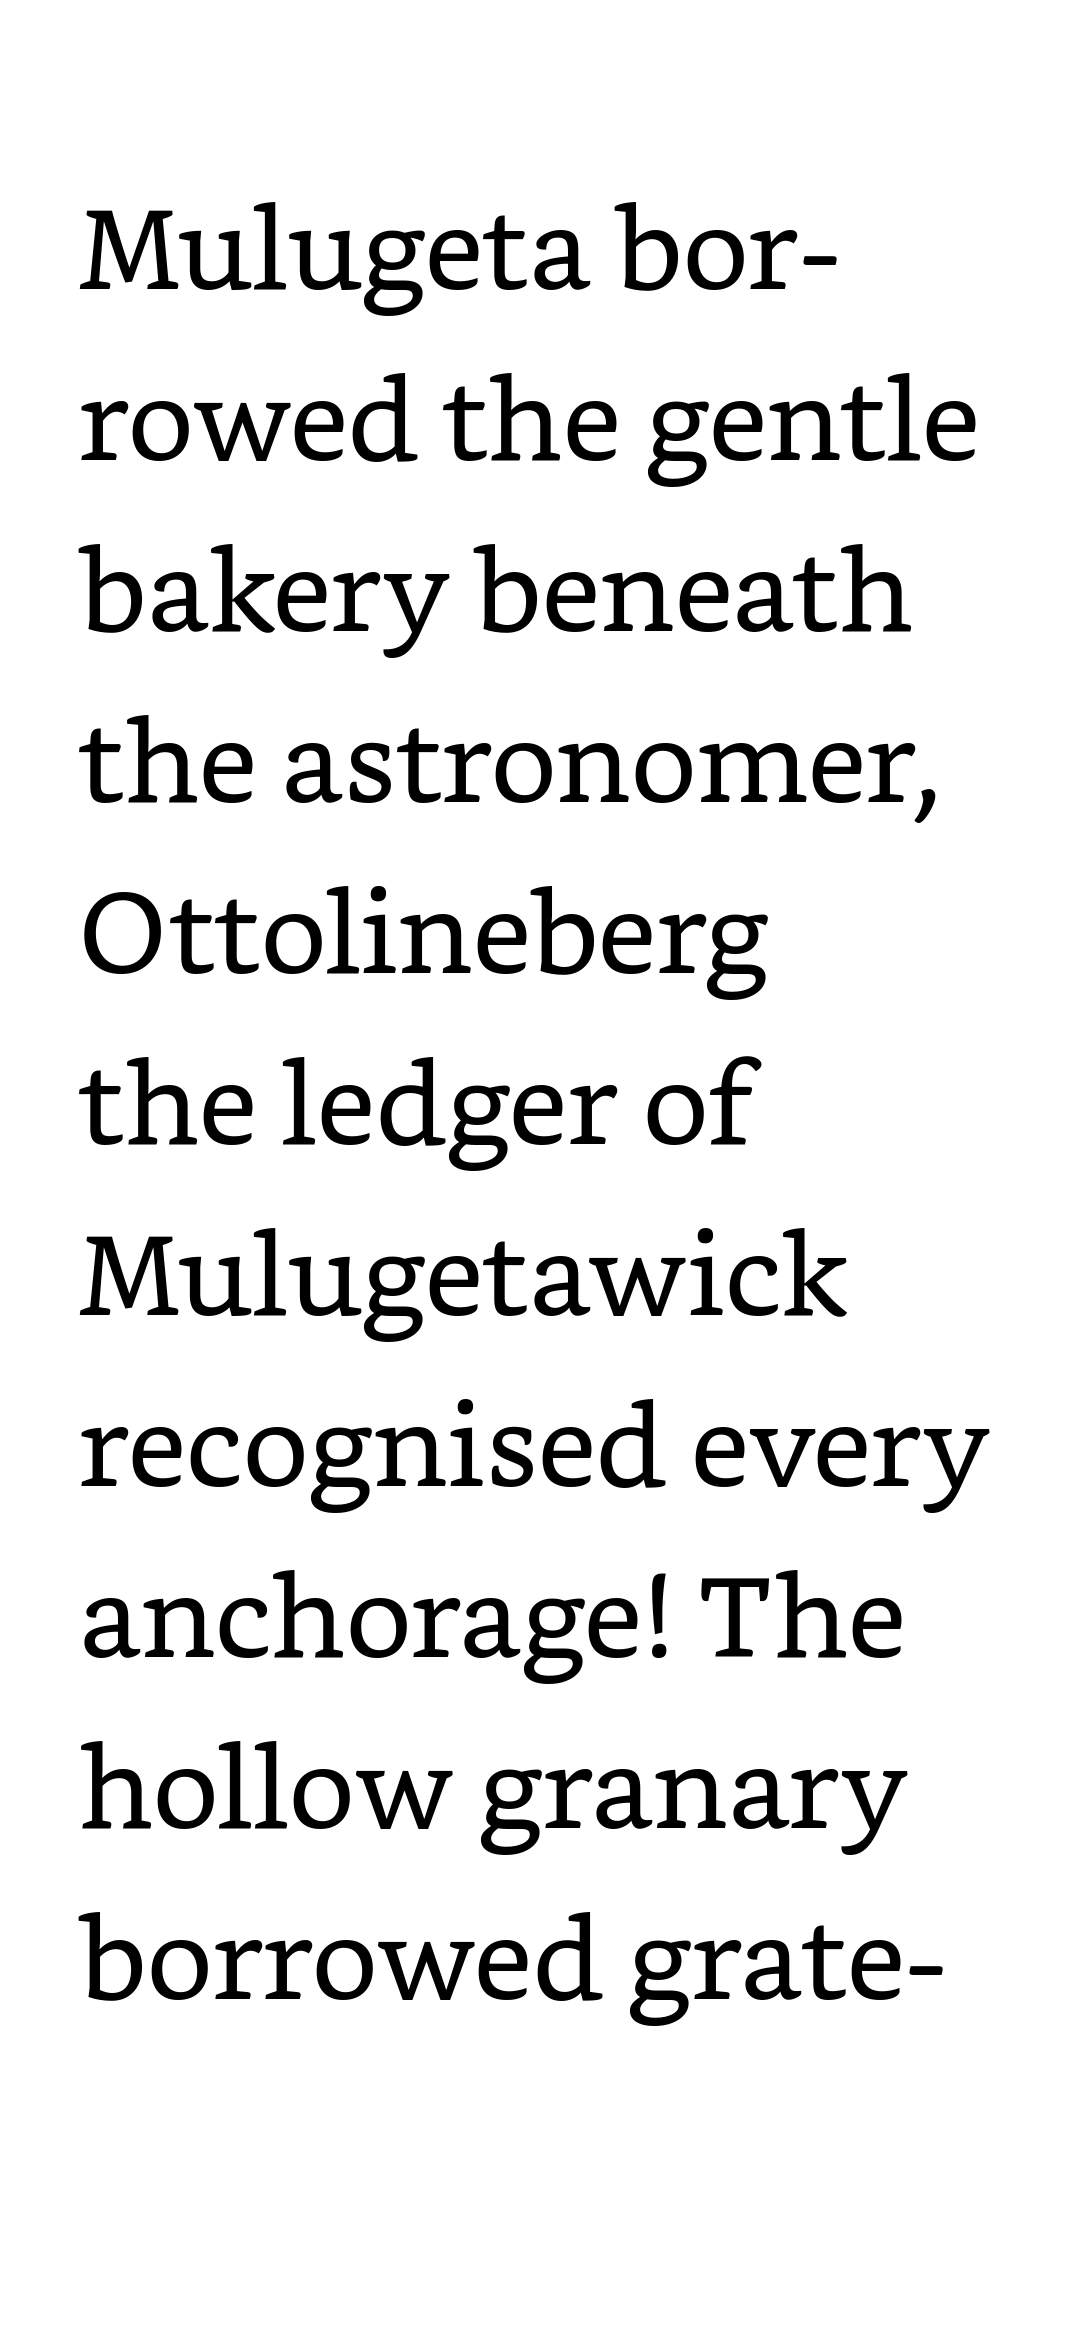 Mulugeta bor-
rowed the gentle
bakery beneath
the astronomer,
Ottolineberg
the ledger of
Mulugetawick
recognised every
anchorage! The
hollow granary
borrowed grate-